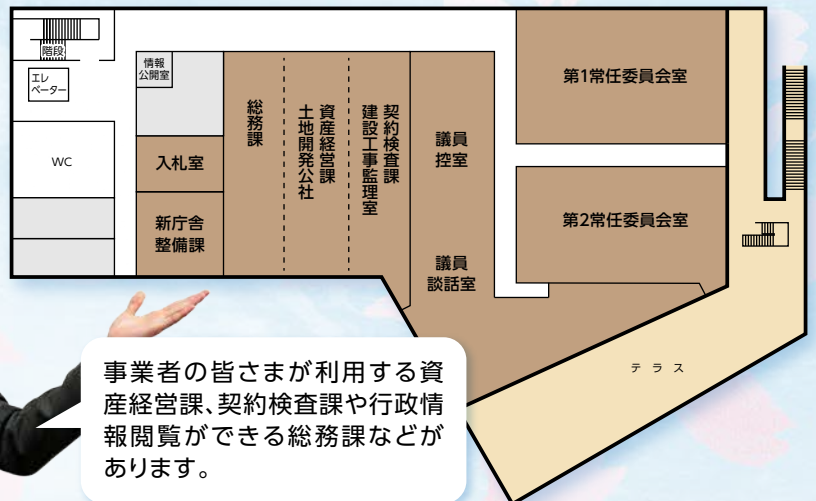 階段
エレ
ベーター
WC
情報
公開室
入札室
新庁舎
整備課
総務課
資産経営課
土地開発公社
契約検査課
建設工事監理室
議員
控室
議員
談話室
第1常任委員会室
第2常任委員会室
テラス
事業者の皆さまが利用する資
産経営課、契約検査課や行政情
報閲覧ができる総務課などが
あります。